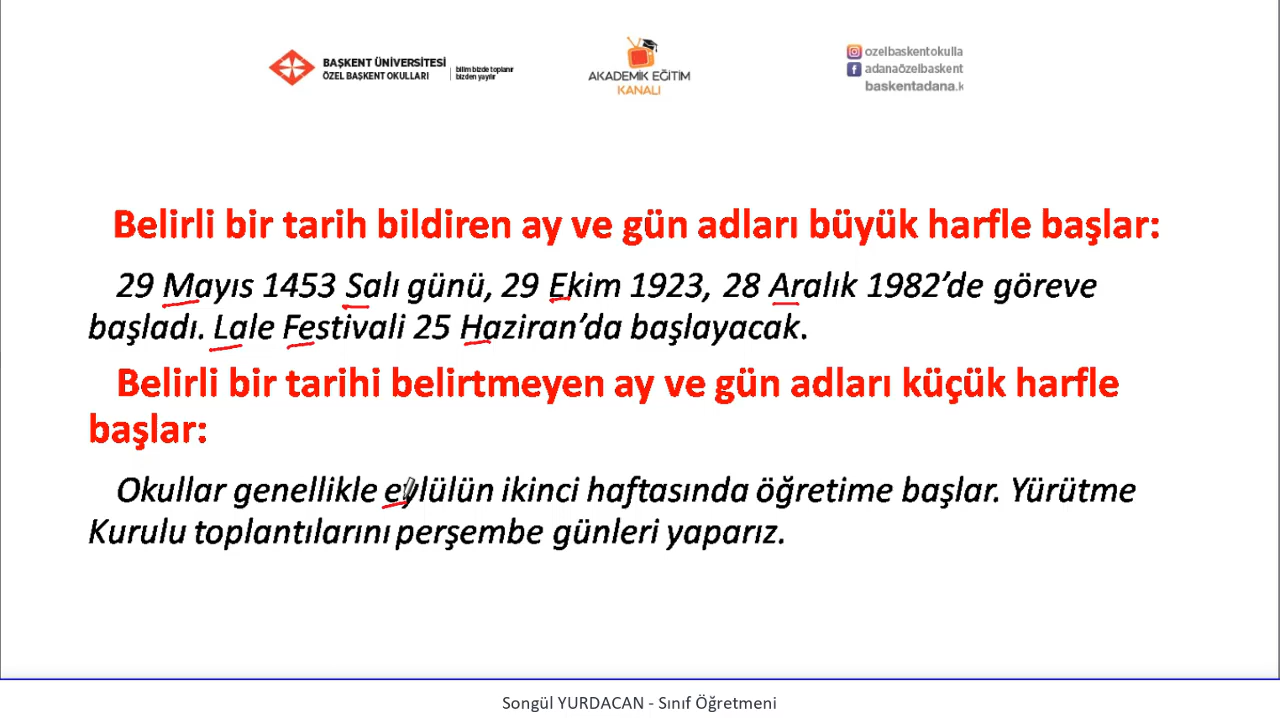 BAŞKENT ÜNİVERSİTESİ
ÖZEL BAŞKENT OKULLARI
bilim bizde toplanır
bizden yayılır
AKADEMİK EĞİTİM
KANALI
ozelbaskentokulla
adanaözelbaskent
baskentadana.k
Belirli bir tarih bildiren ay ve gün adları büyük harfle başlar:
29 Mayıs 1453 Salı günü, 29 Ekim 1923, 28 Aralık 1982’de göreve
başladı. Lale Festivali 25 Haziran’da başlayacak.
Belirli bir tarihi belirtmeyen ay ve gün adları küçük harfle
başlar:
Okullar genellikle eylülün ikinci haftasında öğretime başlar. Yürütme
Kurulu toplantılarını perşembe günleri yaparız.
Songül YURDACAN - Sınıf Öğretmeni